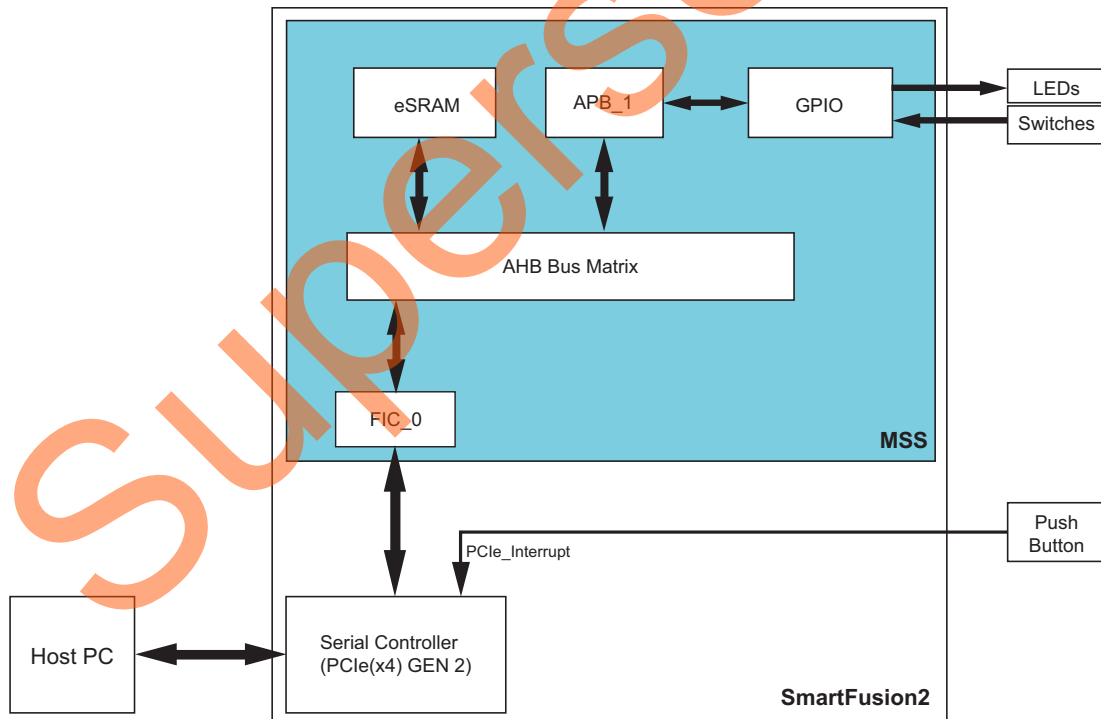 eSRAM
APB_1
GPIO
LEDs
Switches
AHB Bus Matrix
FIC_0
MSS
Push
Button
PCIe_Interrupt
Host PC
Serial Controller
(PCIe(x4) GEN 2)
SmartFusion2
Supers